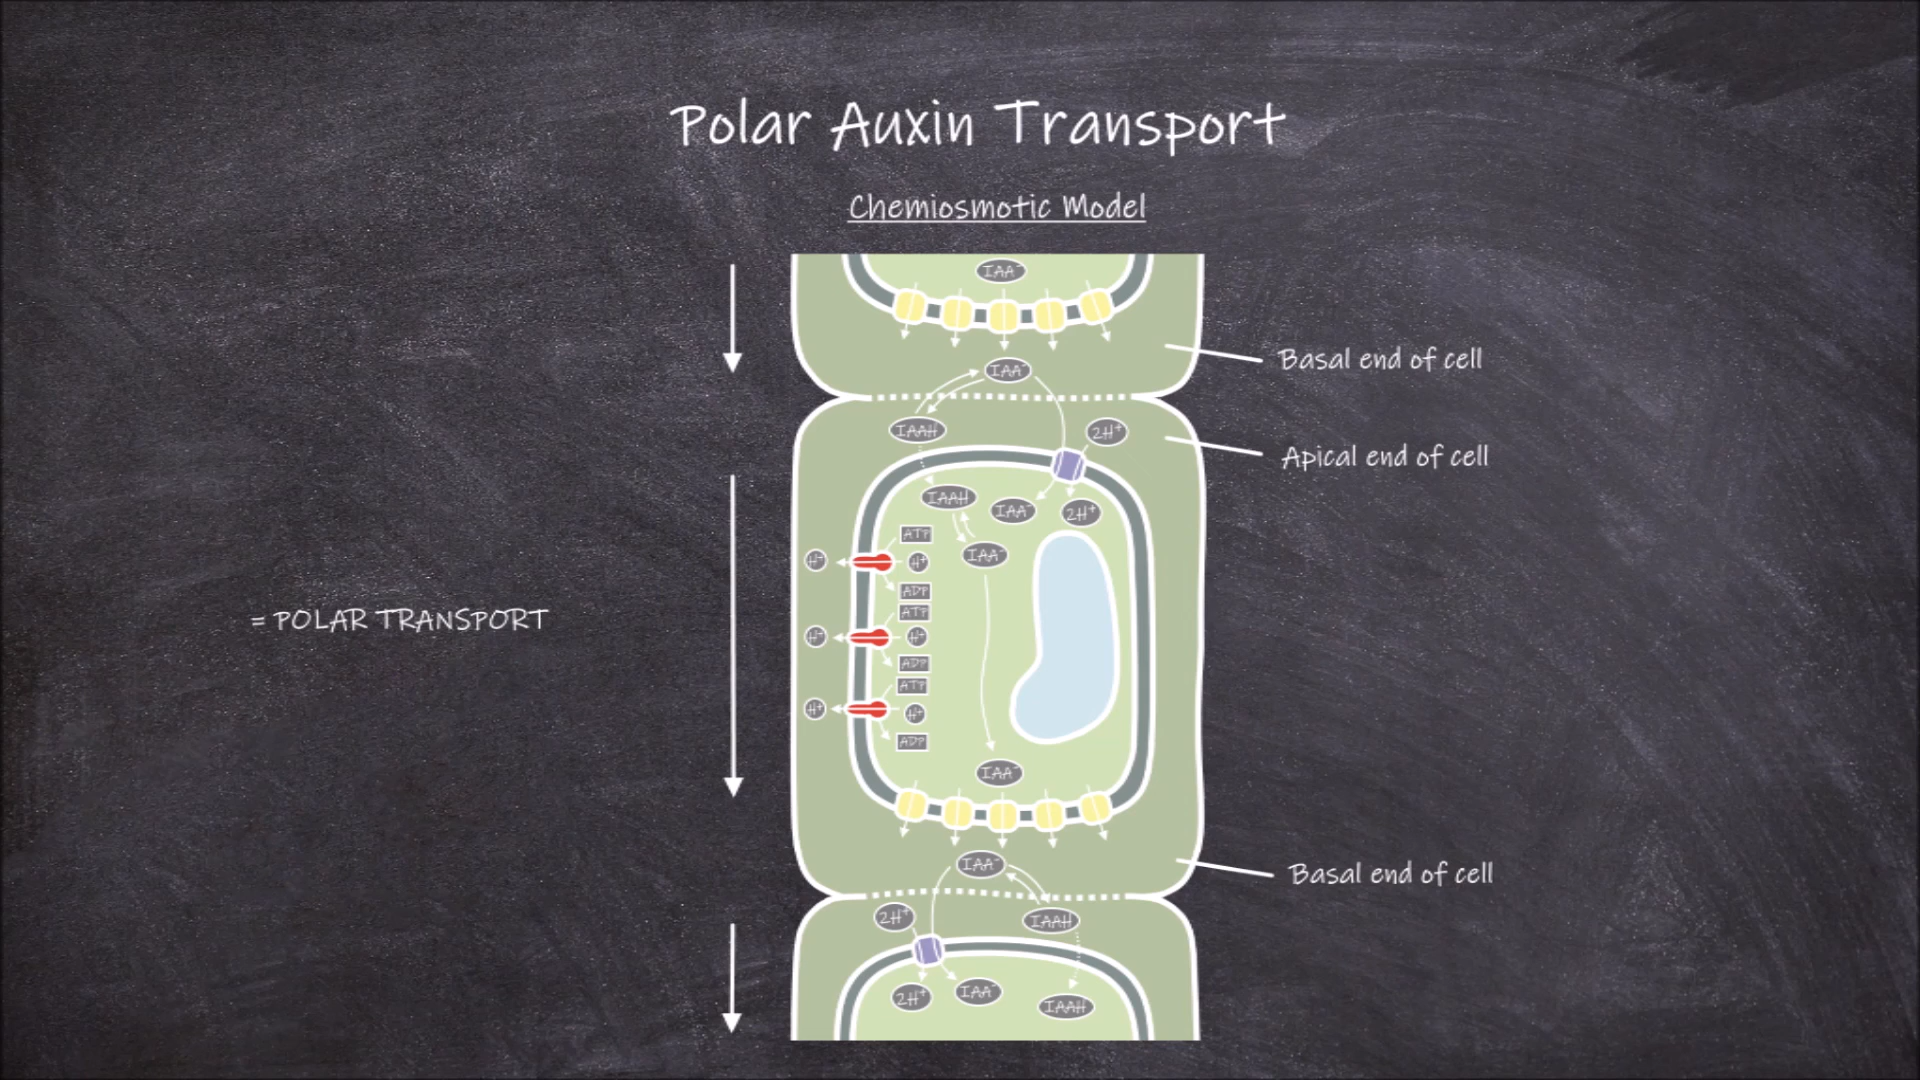 Polar Auxin Transport
Chemiosmotic Model
IAA⁻
Basal end of cell
IAA⁻
IAAH
2H⁺
Apical end of cell
IAAH
IAA⁻
2H⁺
ATP
IAA⁻
H⁺
H⁺
ADP
ATP
= POLAR TRANSPORT
H⁺
H⁺
ADP
ATP
H⁺
H⁺
ADP
IAA⁻
IAA⁻
Basal end of cell
2H⁺
IAAH
2H⁺
IAA⁻
IAAH